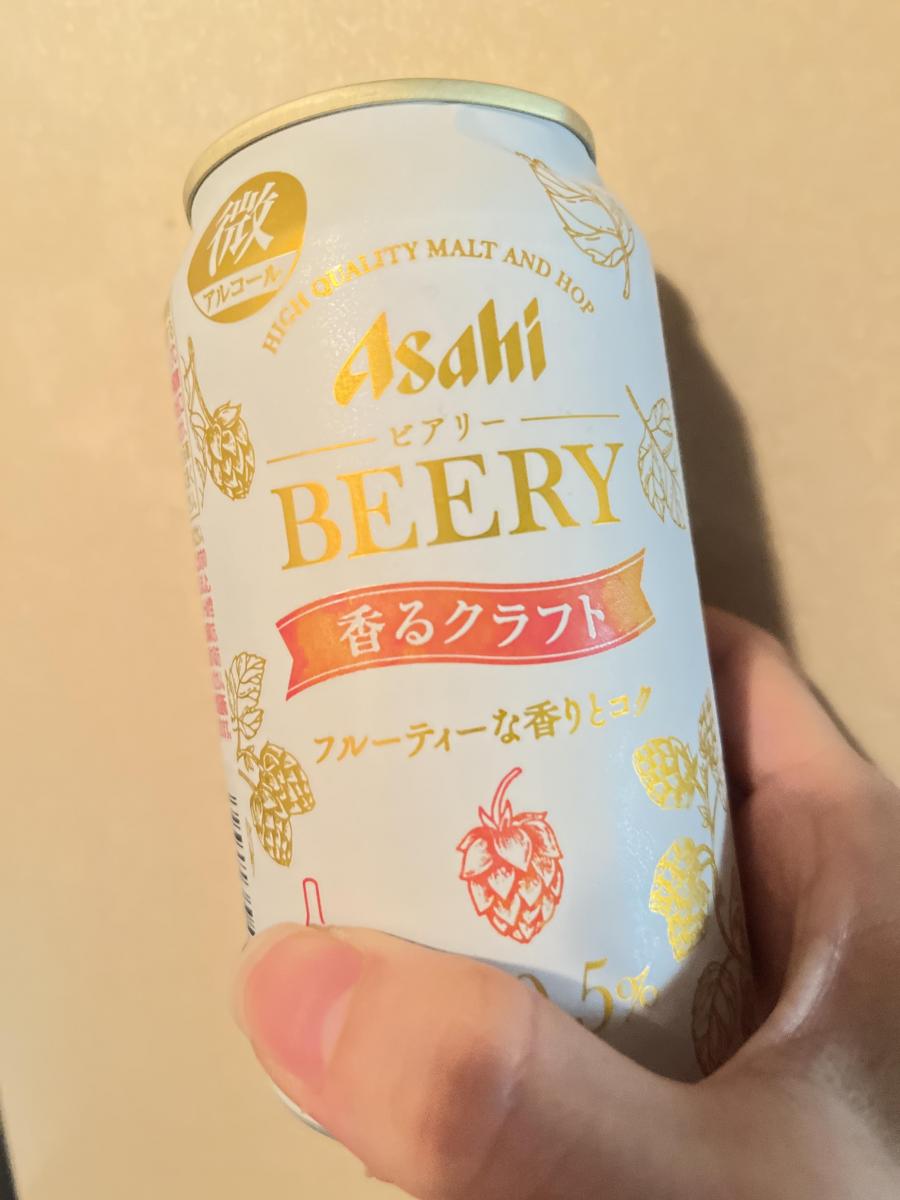 微
アルコール
HIGH QUALITY MALT AND HOP
Asahi
ビアリー
BEERY
香るクラフト
フルーティーな香りとコク
.5%